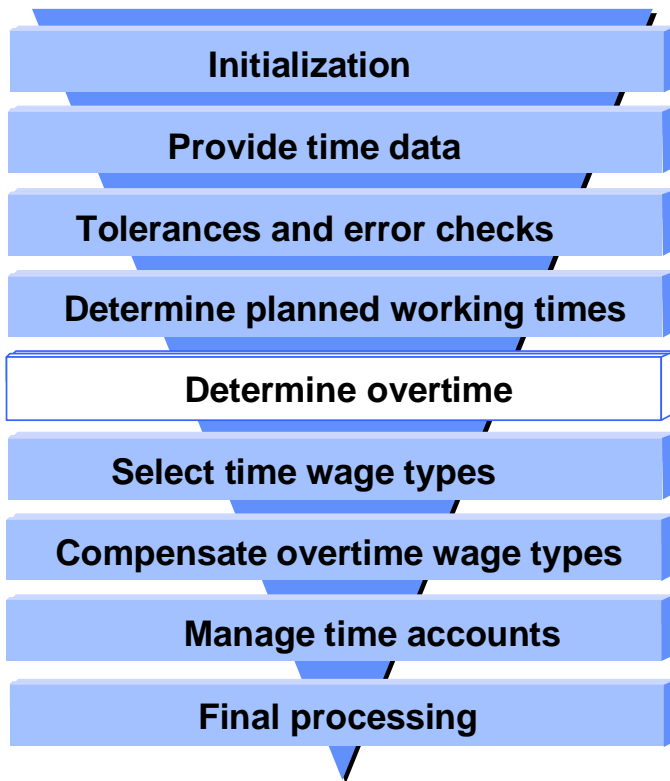 Initialization
Provide time data
Tolerances and error checks
Determine planned working times
Determine overtime
Select time wage types
Compensate overtime wage types
Manage time accounts
Final processing